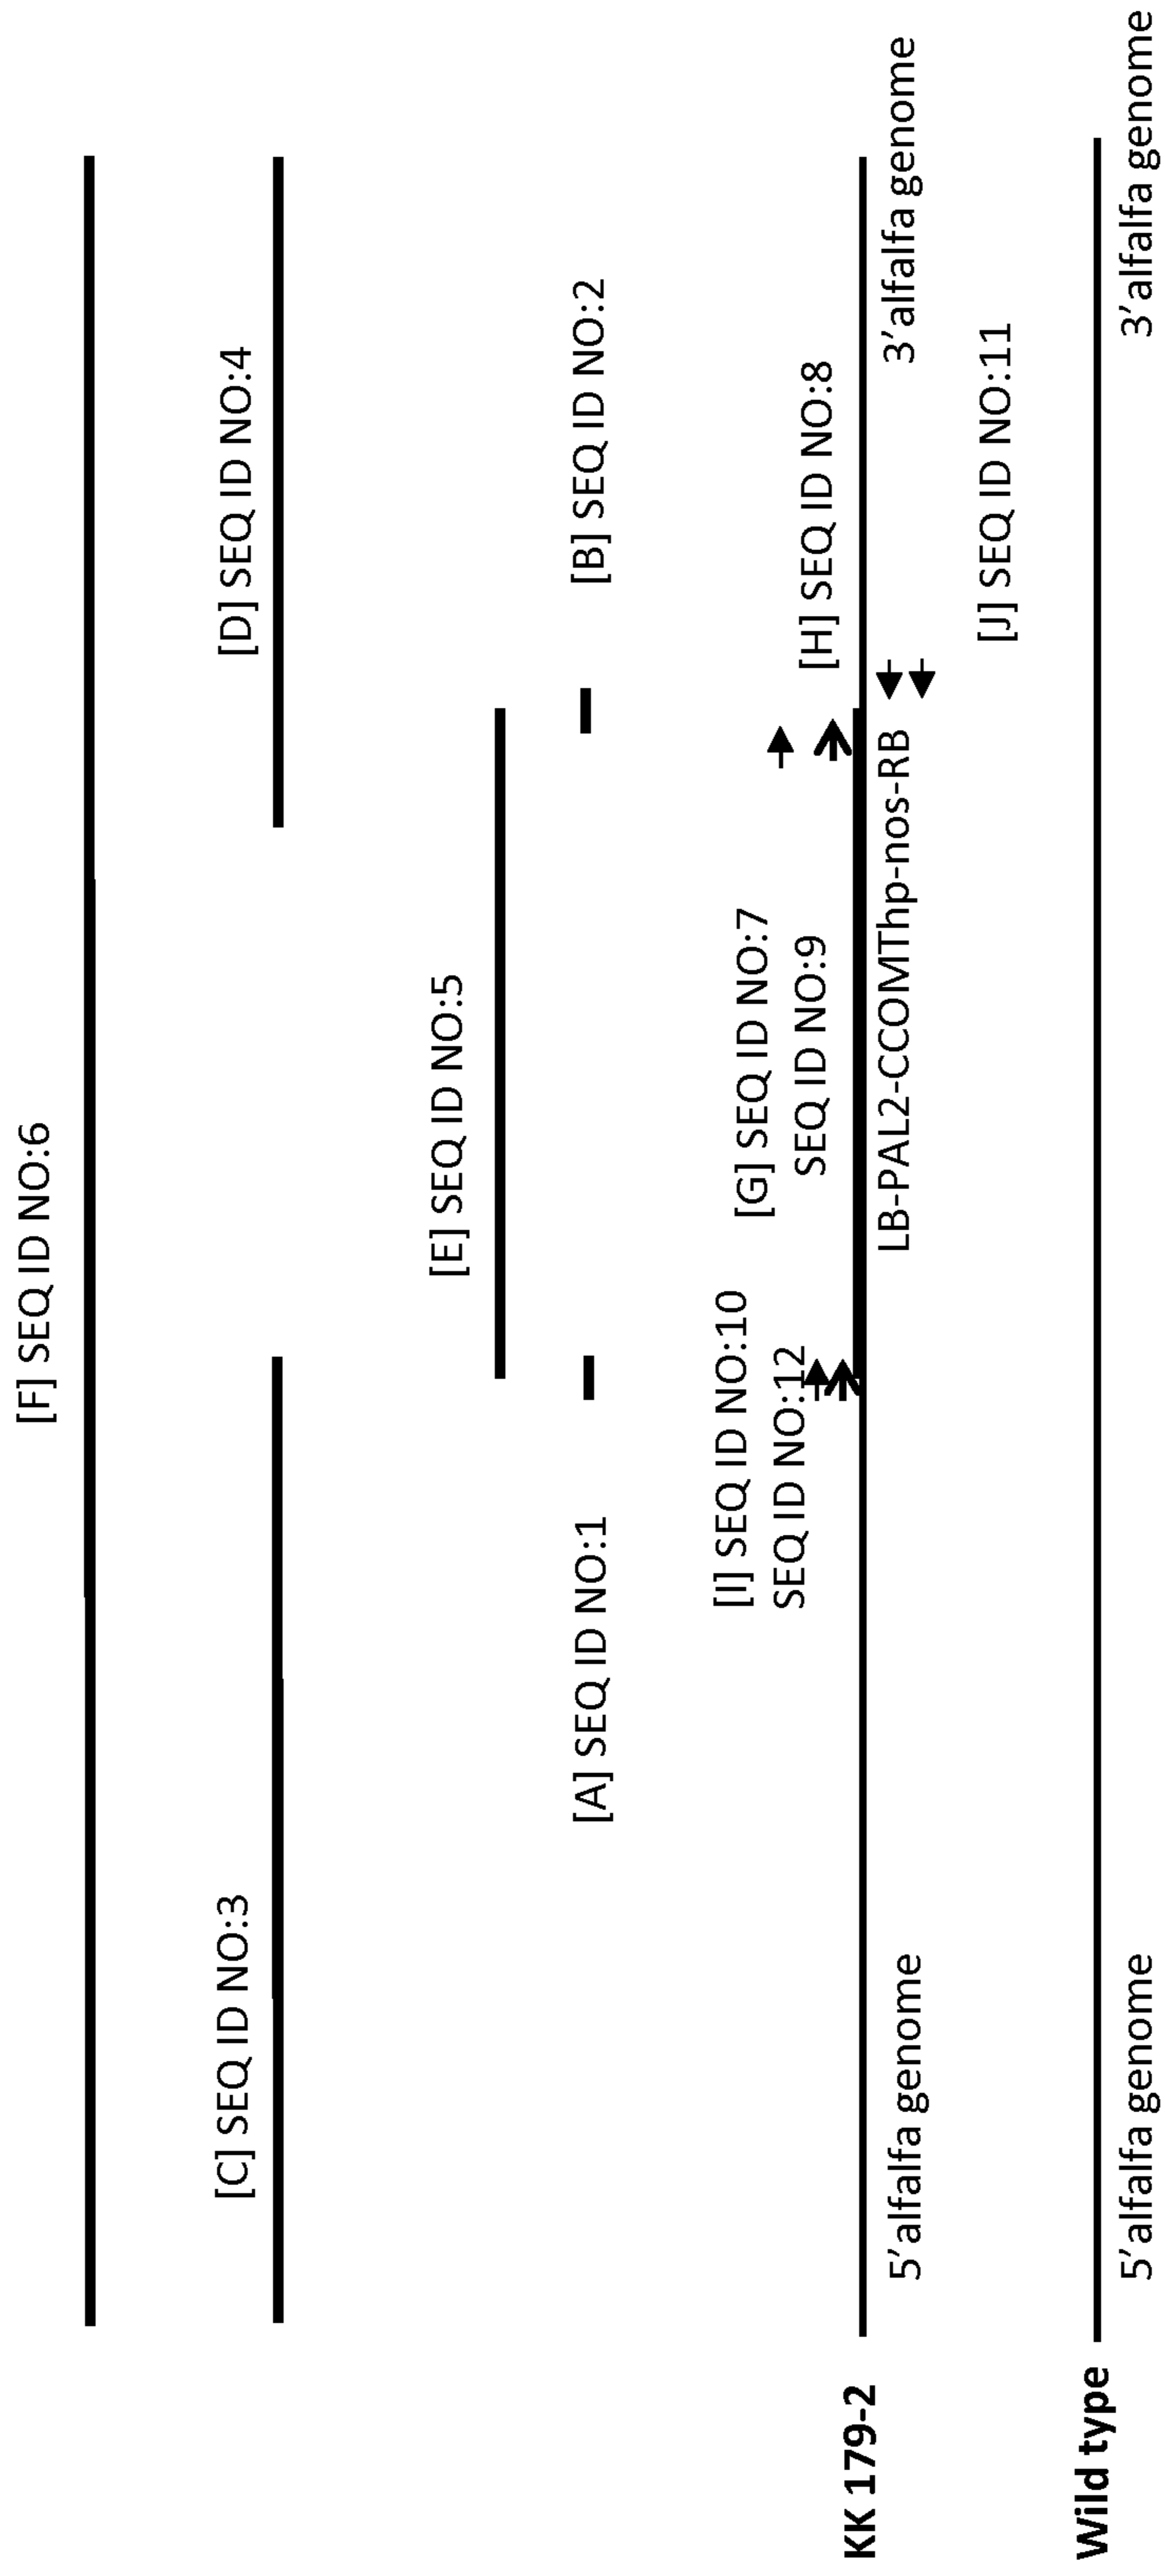 [F] SEQ ID NO:6
[C] SEQ ID NO:3
[D] SEQ ID NO:4
[E] SEQ ID NO:5
[A] SEQ ID NO:1
[B] SEQ ID NO:2
[I] SEQ ID NO:10
SEQ ID NO:12
[G] SEQ ID NO:7
SEQ ID NO:9
[H] SEQ ID NO:8
KK 179-2
5'alfalfa genome
LB-PAL2-CCOMThp-nos-RB
3'alfalfa genome
[J] SEQ ID NO:11
Wild type
5'alfalfa genome
3'alfalfa genome